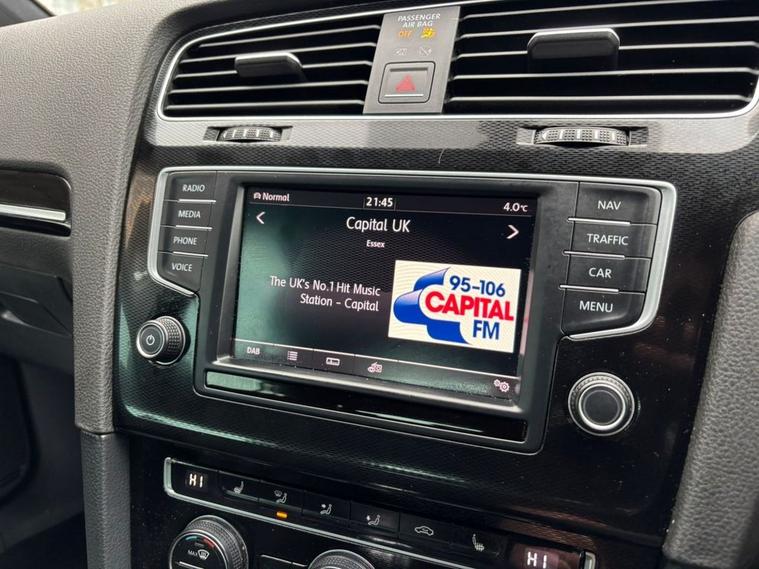 PASSENGER
AIR BAG
OFF
RADIO
MEDIA
PHONE
VOICE
Normal
21:45
4.0°C
Capital UK
Essex
The UK's No.1 Hit Music
Station - Capital
95-106
CAPITAL
FM
DAB
NAV
TRAFFIC
CAR
MENU
HI
HI
MAX